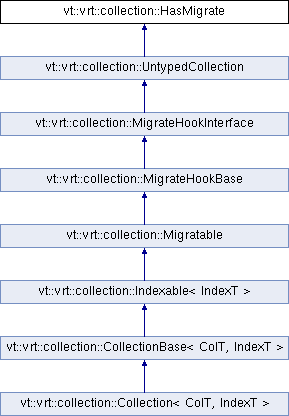 vt::vrt::collection::HasMigrate
vt::vrt::collection::UntypedCollection
vt::vrt::collection::MigrateHookInterface
vt::vrt::collection::MigrateHookBase
vt::vrt::collection::Migratable
vt::vrt::collection::Indexable< IndexT >
vt::vrt::collection::CollectionBase< ColT, IndexT >
vt::vrt::collection::Collection< ColT, IndexT >